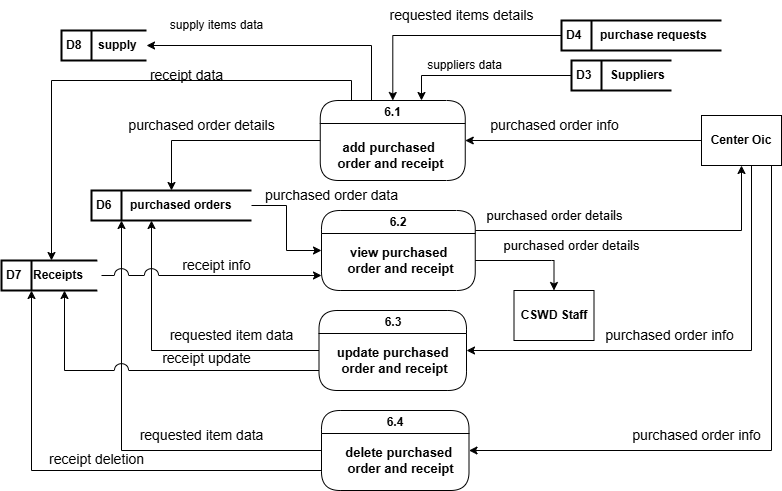 requested items details
supply items data
D4 purchase requests
D8 supply
suppliers data
receipt data
D3 Suppliers
6.1
purchased order details
purchased order info
add purchased
order and receipt
Center Oic
purchased order data
D6 purchased orders
6.2
purchased order details
purchased order details
view purchased
order and receipt
receipt info
D7 Receipts
CSWD Staff
6.3
requested item data
purchased order info
update purchased
order and receipt
receipt update
6.4
requested item data
purchased order info
delete purchased
order and receipt
receipt deletion